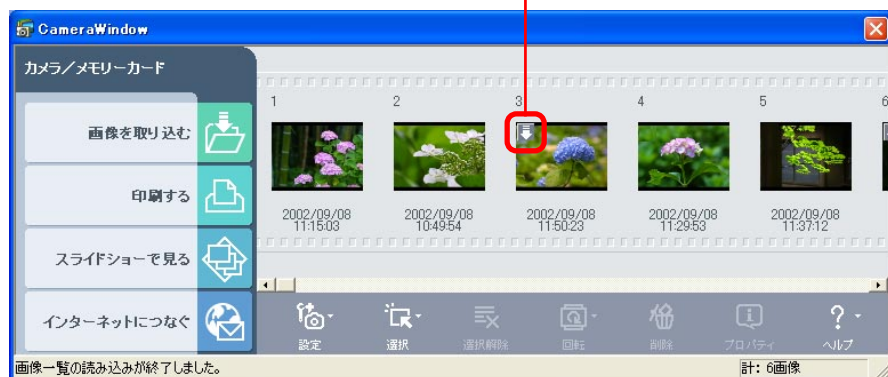 CameraWindow
カメラ／メモリーカード
画像を取り込む
印刷する
スライドショーで見る
インターネットにつなぐ
1 2 3 4 5 6
2002/09/08 2002/09/08 2002/09/08 2002/09/08 2002/09/08
11:15:03 10:49:54 11:50:23 11:29:53 11:37:12
設定 選択 選択解除 回転 削除 プロパティ ヘルプ
画像一覧の読み込みが終了しました。 計: 6画像